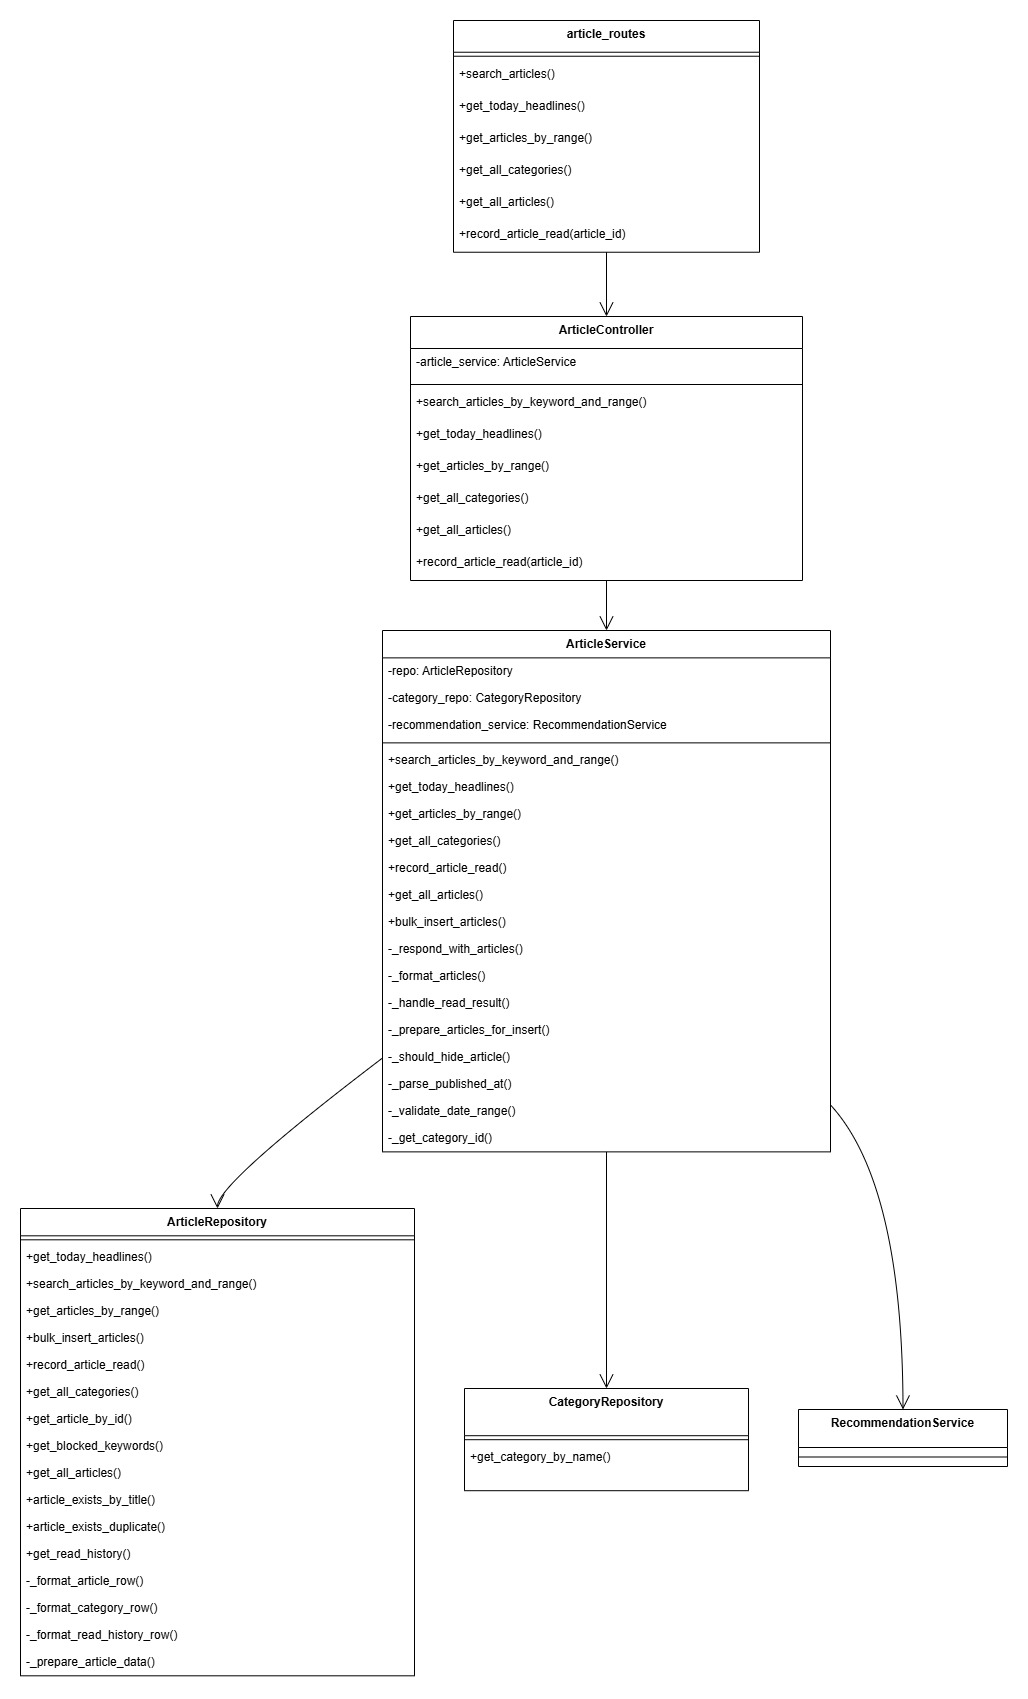 article_routes
+search_articles()
+get_today_headlines()
+get_articles_by_range()
+get_all_categories()
+get_all_articles()
+record_article_read(article_id)
ArticleController
-article_service: ArticleService
+search_articles_by_keyword_and_range()
+get_today_headlines()
+get_articles_by_range()
+get_all_categories()
+get_all_articles()
+record_article_read(article_id)
ArticleService
-repo: ArticleRepository
-category_repo: CategoryRepository
-recommendation_service: RecommendationService
+search_articles_by_keyword_and_range()
+get_today_headlines()
+get_articles_by_range()
+get_all_categories()
+record_article_read()
+get_all_articles()
+bulk_insert_articles()
-_respond_with_articles()
-_format_articles()
-_handle_read_result()
-_prepare_articles_for_insert()
-_should_hide_article()
-_parse_published_at()
-_validate_date_range()
-_get_category_id()
ArticleRepository
+get_today_headlines()
+search_articles_by_keyword_and_range()
+get_articles_by_range()
+bulk_insert_articles()
+record_article_read()
+get_all_categories()
+get_article_by_id()
+get_blocked_keywords()
+get_all_articles()
+article_exists_by_title()
+article_exists_duplicate()
+get_read_history()
-_format_article_row()
-_format_category_row()
-_format_read_history_row()
-_prepare_article_data()
CategoryRepository
+get_category_by_name()
RecommendationService